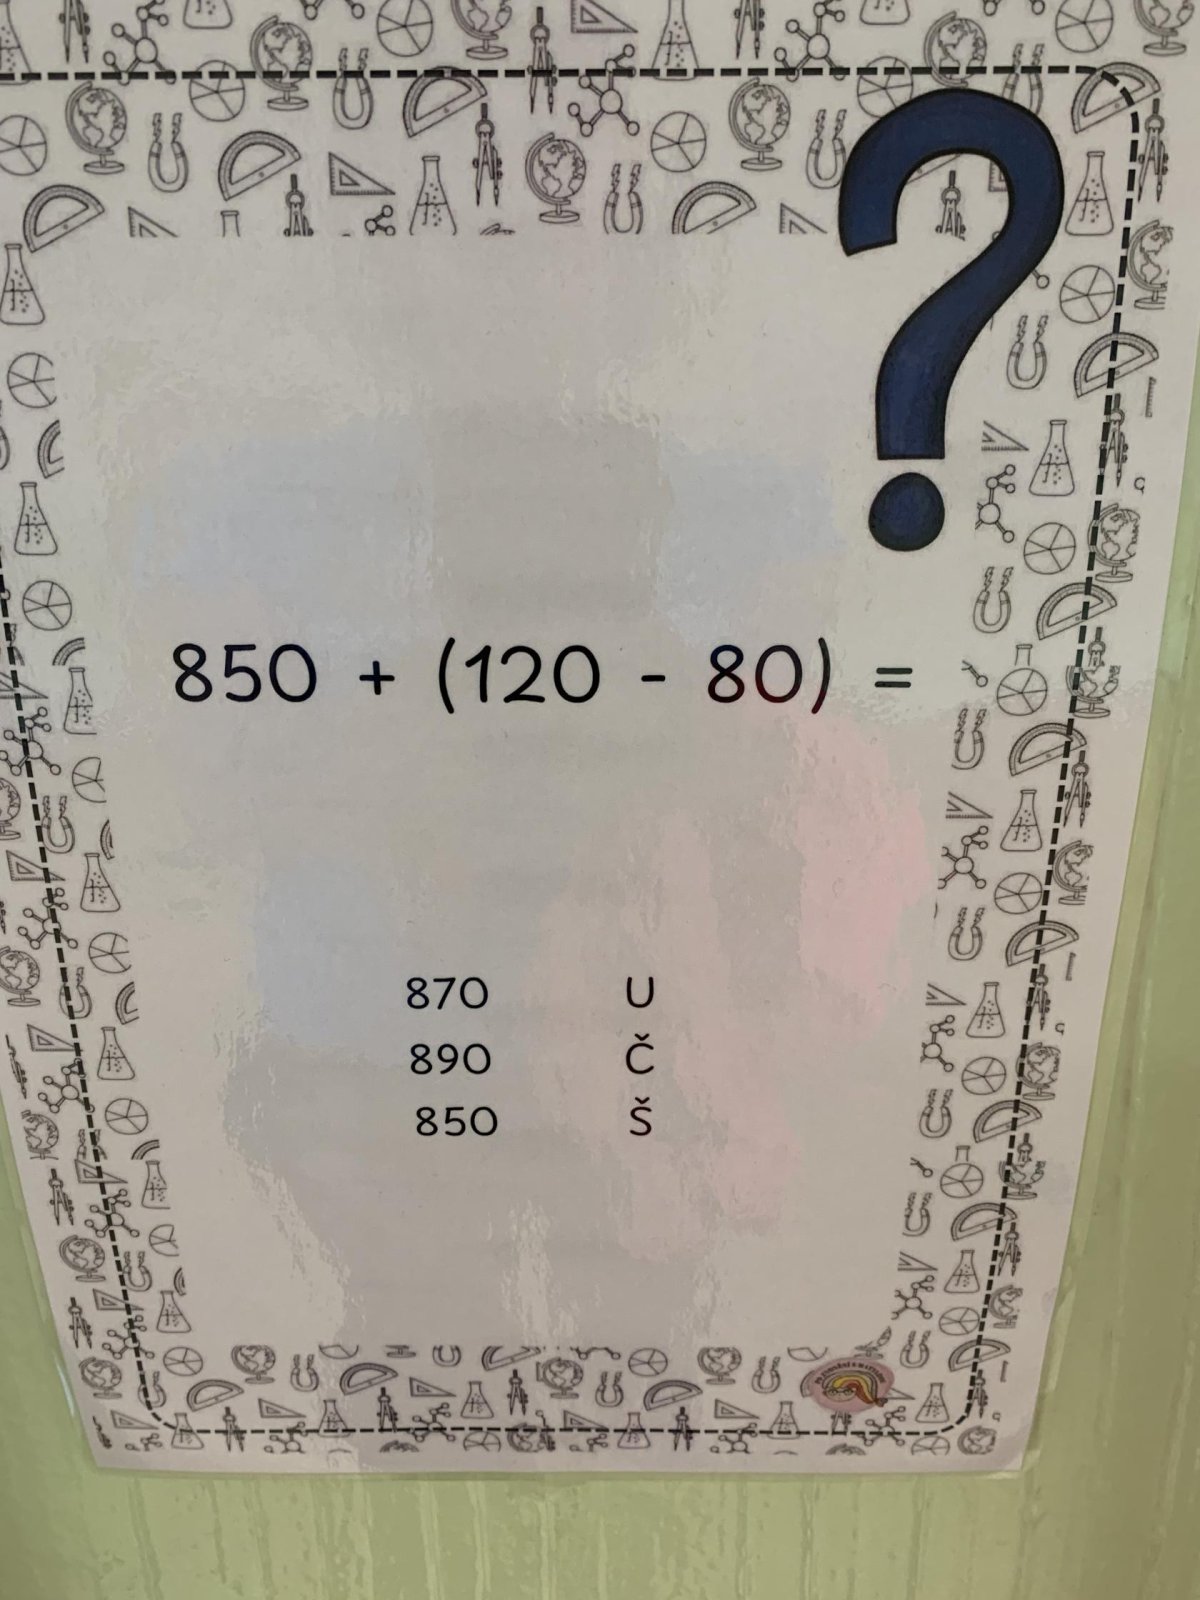 ?
850 + (120 - 80) =
870 U
890 Č
850 Š